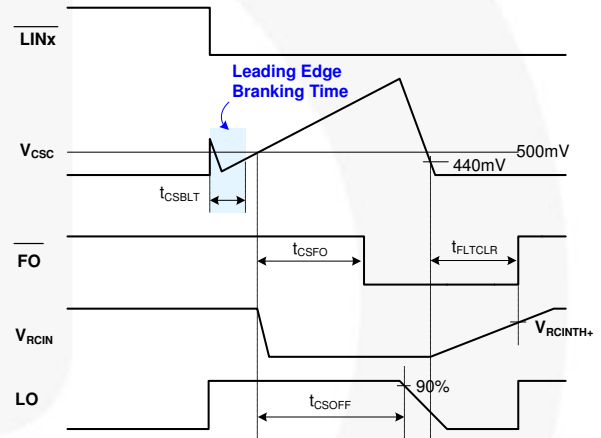 LINx
Leading Edge
Branking Time
VCSC
500mV
440mV
tCSBLT
FO
tCSFO
tFLTCLR
VRCIN
VRCINTH+
LO
90%
tCSOFF